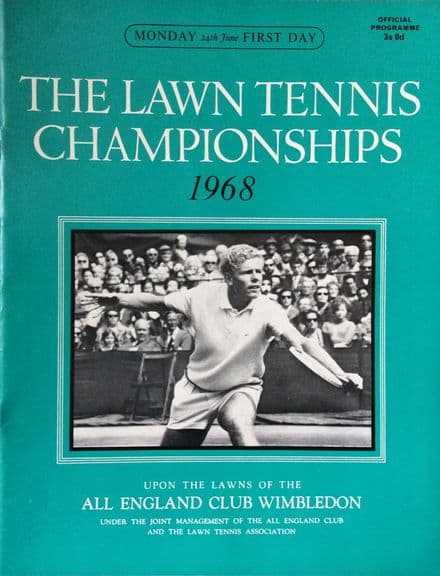 MONDAY 24th June FIRST DAY
OFFICIAL
PROGRAMME
3s 0d
THE LAWN TENNIS
CHAMPIONSHIPS
1968
UPON THE LAWNS OF THE
ALL ENGLAND CLUB WIMBLEDON
UNDER THE JOINT MANAGEMENT OF THE ALL ENGLAND CLUB
AND THE LAWN TENNIS ASSOCIATION